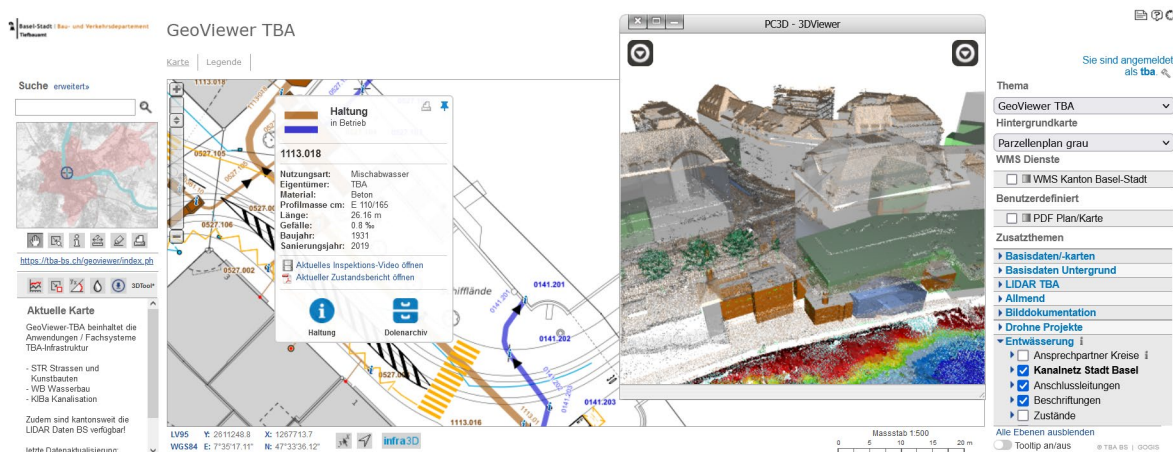 Basel-Stadt | Bau- und Verkehrsdepartement
Tiefbauamt
GeoViewer TBA
Karte
Legende
Suche erweitert»
https://tba-bs.ch/geoviewer/index.ph
3DTool*
Aktuelle Karte
GeoViewer-TBA beinhaltet die
Anwendungen / Fachsysteme
TBA-Infrastruktur
- STR Strassen und
Kunstbauten
- WB Wasserbau
- KIBa Kanalisation
Zudem sind kantonsweit die
LIDAR Daten BS verfügbar!
letzte Datenaktualisierung:
1113.018
0527.105
0527.106
0527.002
1113.016
0141.201
0141.201
0141.202
0141.203
schifflände
Haltung
in Betrieb
1113.018
Nutzungsart: Mischabwasser
Eigentümer: TBA
Material: Beton
Profilmasse cm: E 110/165
Länge: 26.16 m
Gefälle: 0.8 ‰
Baujahr: 1931
Sanierungsjahr: 2019
Aktuelles Inspektions-Video öffnen
Aktueller Zustandsbericht öffnen
Haltung
Dolenarchiv
LV95 Y: 2611248.8 X: 1267713.7
WGS84 E: 7°35'17.11" N: 47°33'36.12"
infra3D
Massstab 1:500
0 5 10 15 20 m
PC3D - 3DViewer
Sie sind angemeldet
als tba.
Thema
GeoViewer TBA
Hintergrundkarte
Parzellenplan grau
WMS Dienste
WMS Kanton Basel-Stadt
Benutzerdefiniert
PDF Plan/Karte
Zusatzthemen
Basisdaten/-karten
Basisdaten Untergrund
LIDAR TBA
Allmend
Bilddokumentation
Drohne Projekte
Entwässerung
Ansprechpartner Kreise
Kanalnetz Stadt Basel
Anschlussleitungen
Beschriftungen
Zustände
Alle Ebenen ausblenden
Tooltip an/aus
© TBA BS | GOGIS